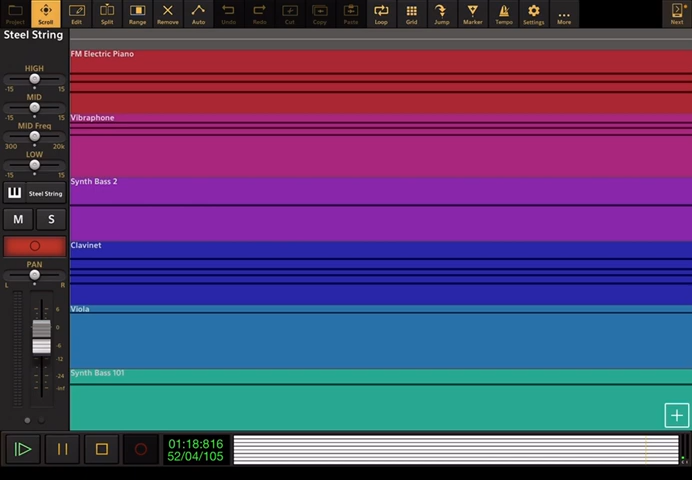 Project Scroll Edit Split Range Remove Auto Undo Redo Cut Copy Paste Loop Grid Jump Marker Tempo Settings More Next
Steel String
FM Electric Piano
HIGH
-15 15
MID
-15 15
MID Freq
300 20k
LOW
-15 15
Steel String
M S
PAN
L R
6
0
-6
-12
-24
-inf
Vibraphone
Synth Bass 2
Clavinet
Viola
Synth Bass 101
01:18:816
52/04/105